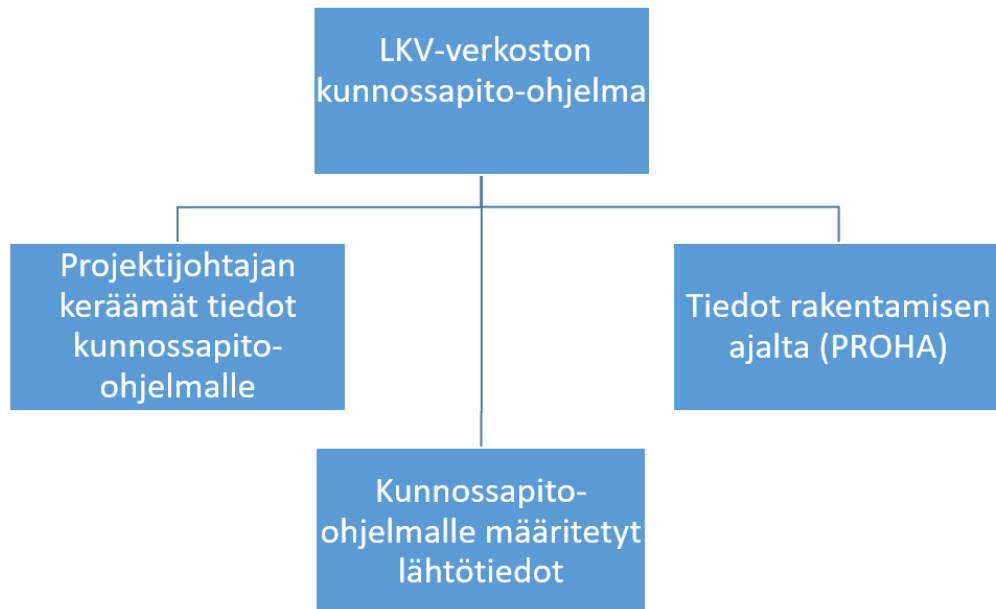 LKV-verkoston
kunnossapito-ohjelma
Projektijohtajan
keräämät tiedot
kunnossapito-
ohjelmalle
Tiedot rakentamisen
ajalta (PROHA)
Kunnossapito-
ohjelmalle määritetyt
lähtötiedot